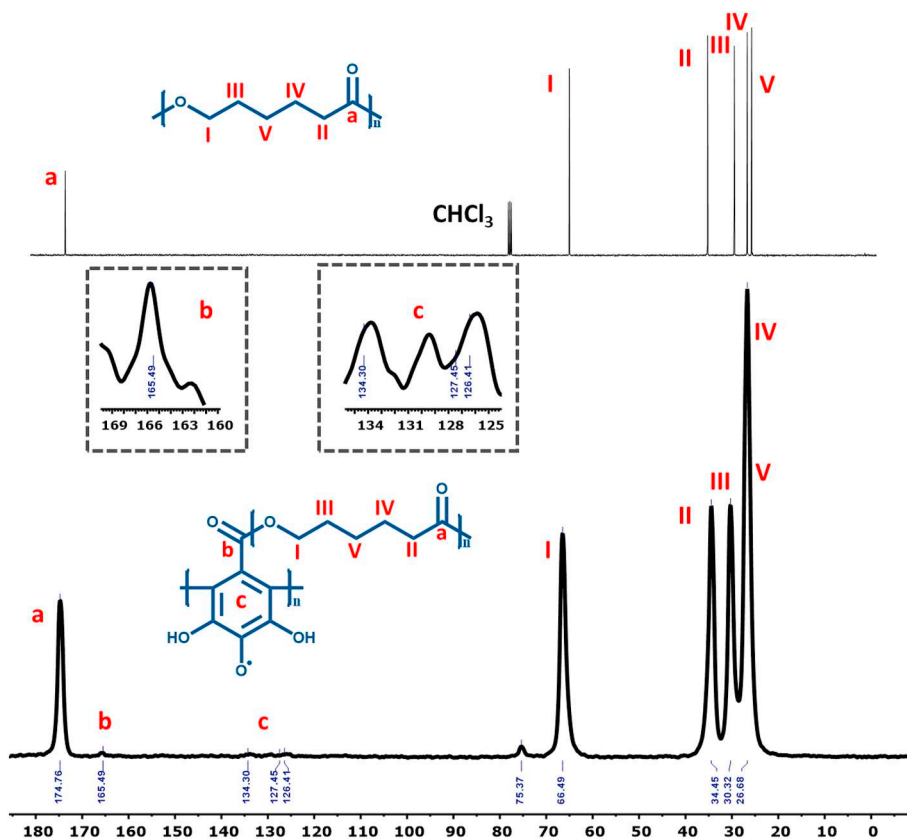 IV
II
III
I
V
O
III
IV
O
a
n
I
V
II
a
CHCl3
b
165.49
169 166 163 160
c
134.30
127.45
126.41
134 131 128 125
O
III
IV
O
O
a
n
b
I
V
II
n
c
HO
OH
O•
IV
III
V
II
I
a
b
c
174.76
165.49
134.30
127.45
126.41
75.37
66.49
34.45
30.32
26.68
180 170 160 150 140 130 120 110 100 90 80 70 60 50 40 30 20 10 0